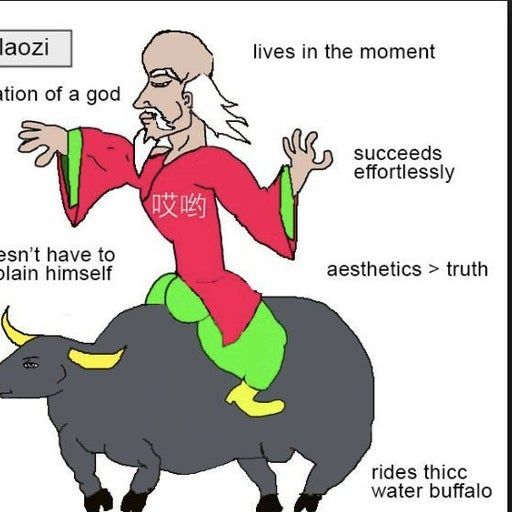 laozi
lives in the moment
ation of a god
succeeds
effortlessly
哎哟
esn't have to
plain himself
aesthetics > truth
rides thicc
water buffalo